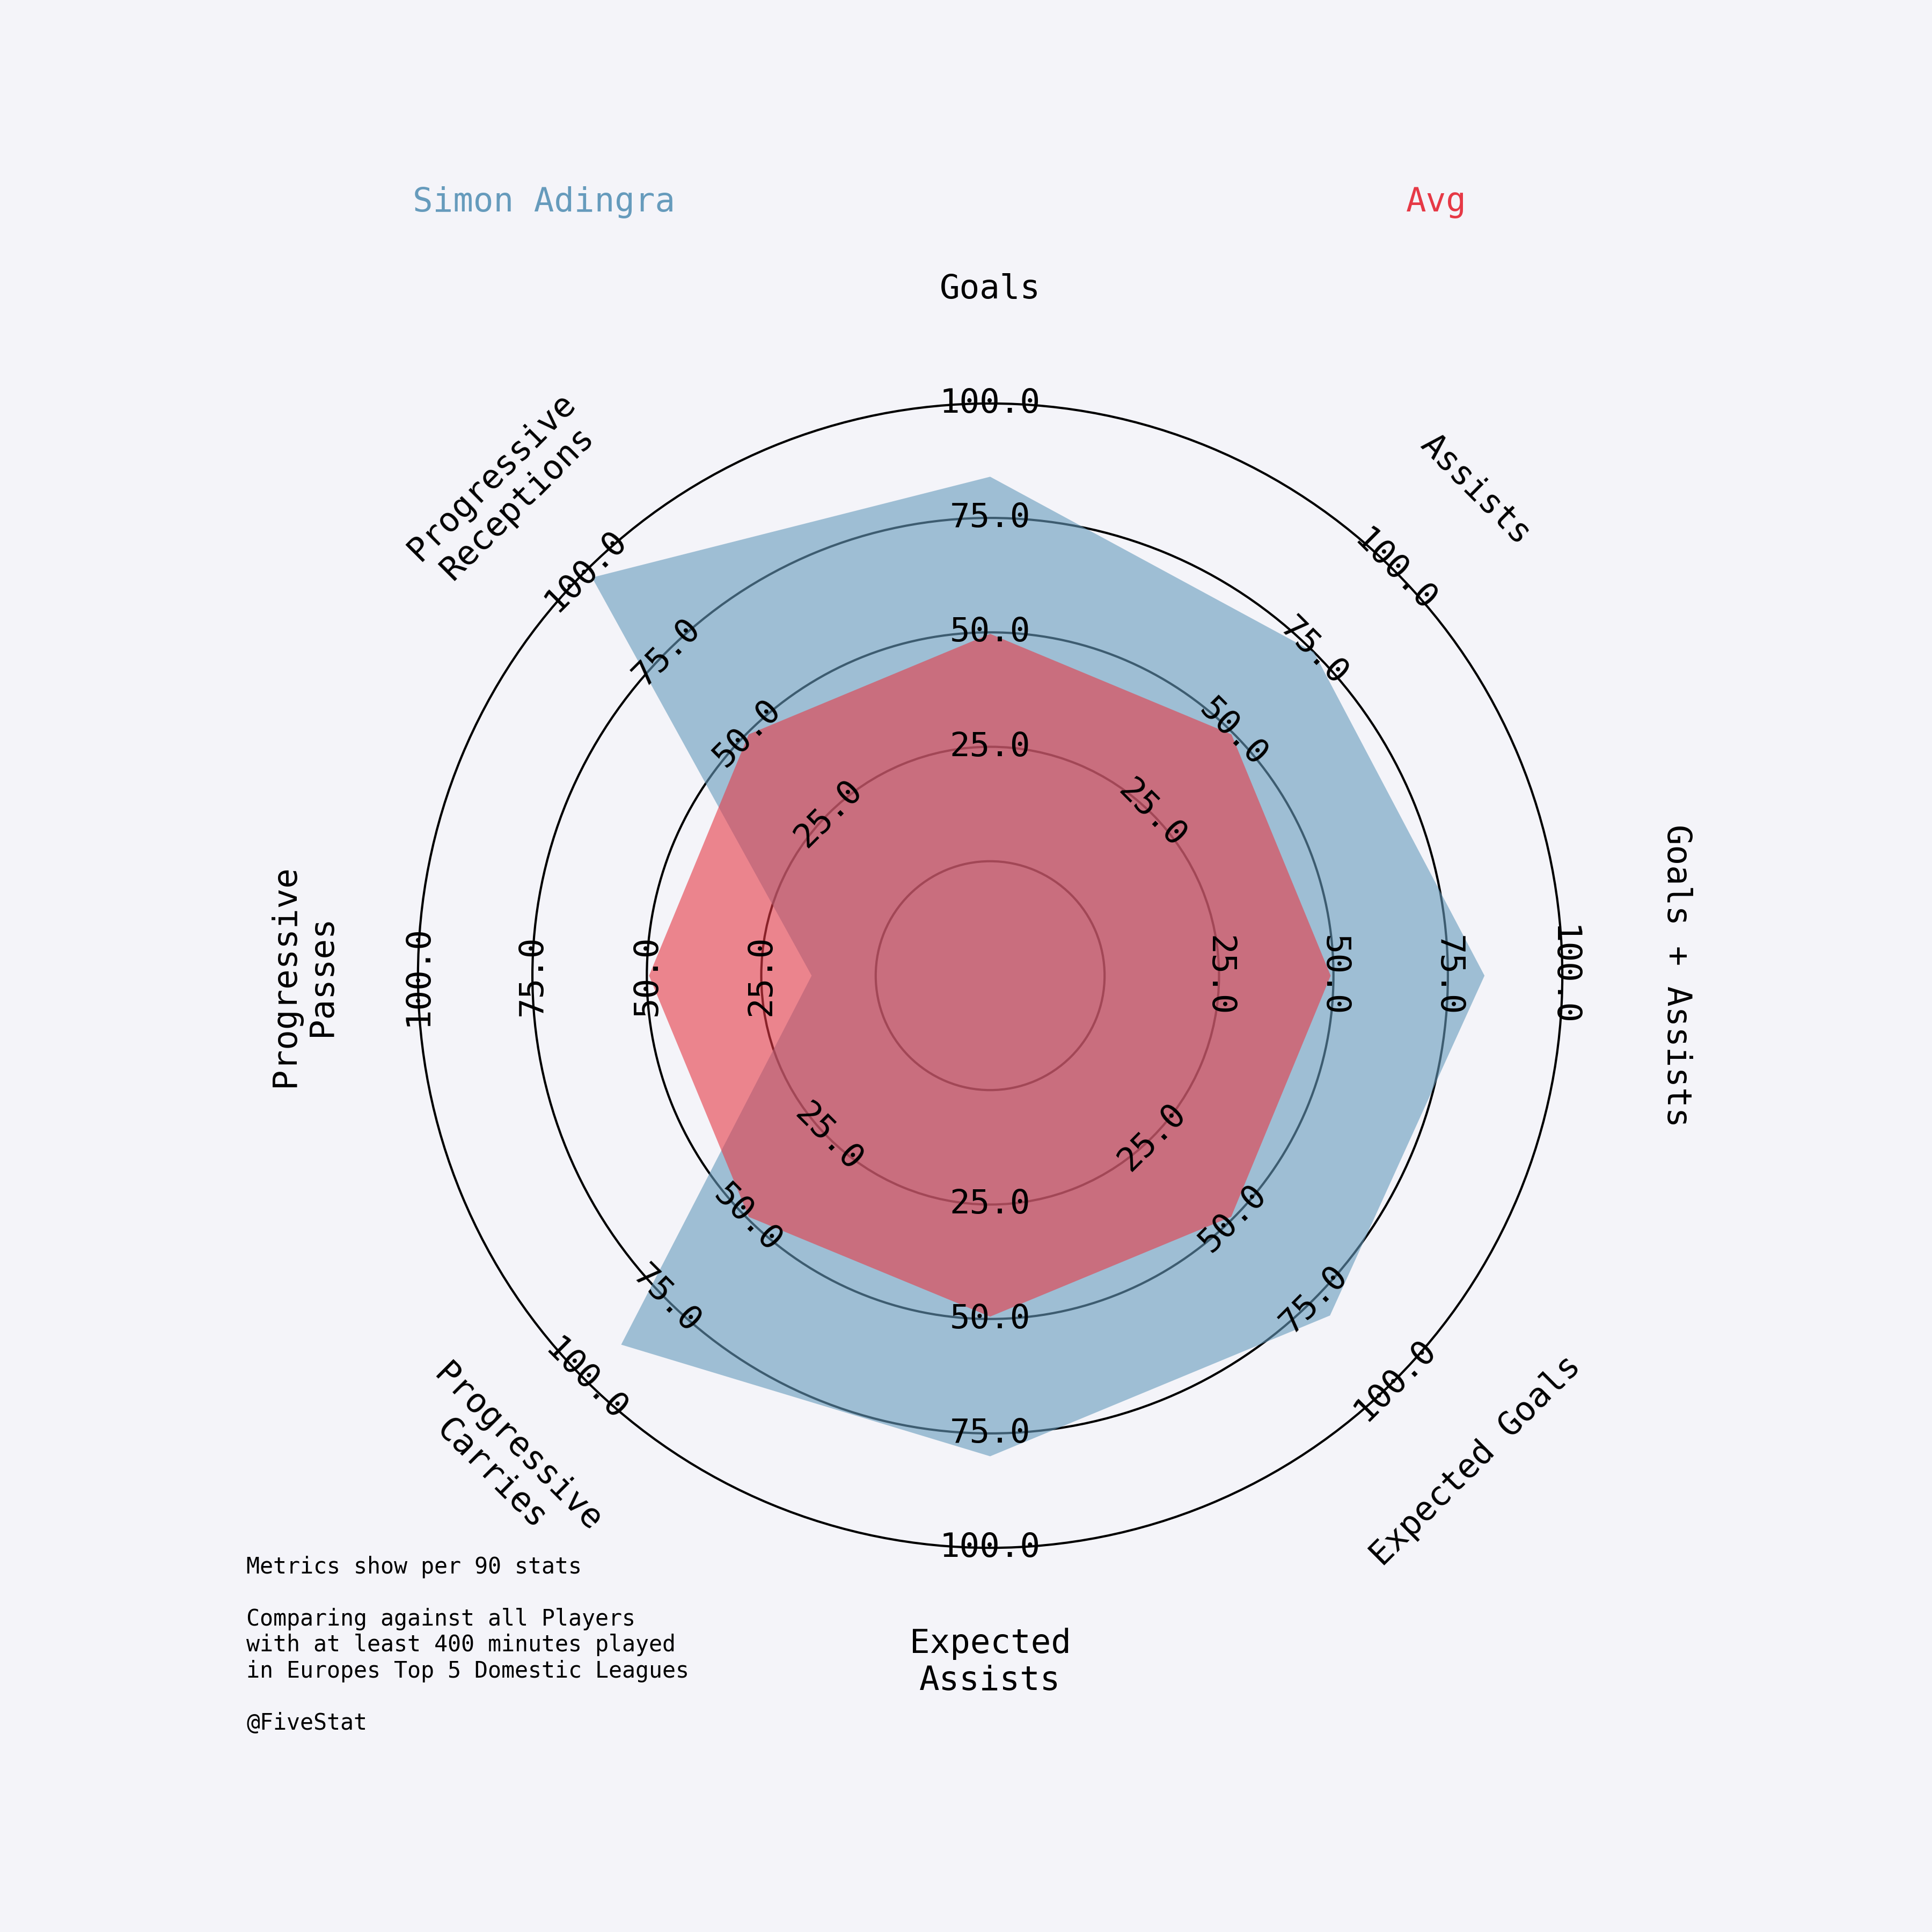 Simon Adingra
Avg
Goals
Assists
Goals + Assists
Expected Goals
Expected
Assists
Progressive
Carries
Progressive
Passes
Progressive
Receptions
25.0
50.0
75.0
100.0
25.0
50.0
75.0
100.0
25.0
50.0
75.0
100.0
25.0
50.0
75.0
100.0
25.0
50.0
75.0
100.0
25.0
50.0
75.0
100.0
25.0
50.0
75.0
100.0
25.0
50.0
75.0
100.0
Metrics show per 90 stats
Comparing against all Players
with at least 400 minutes played
in Europes Top 5 Domestic Leagues
@FiveStat